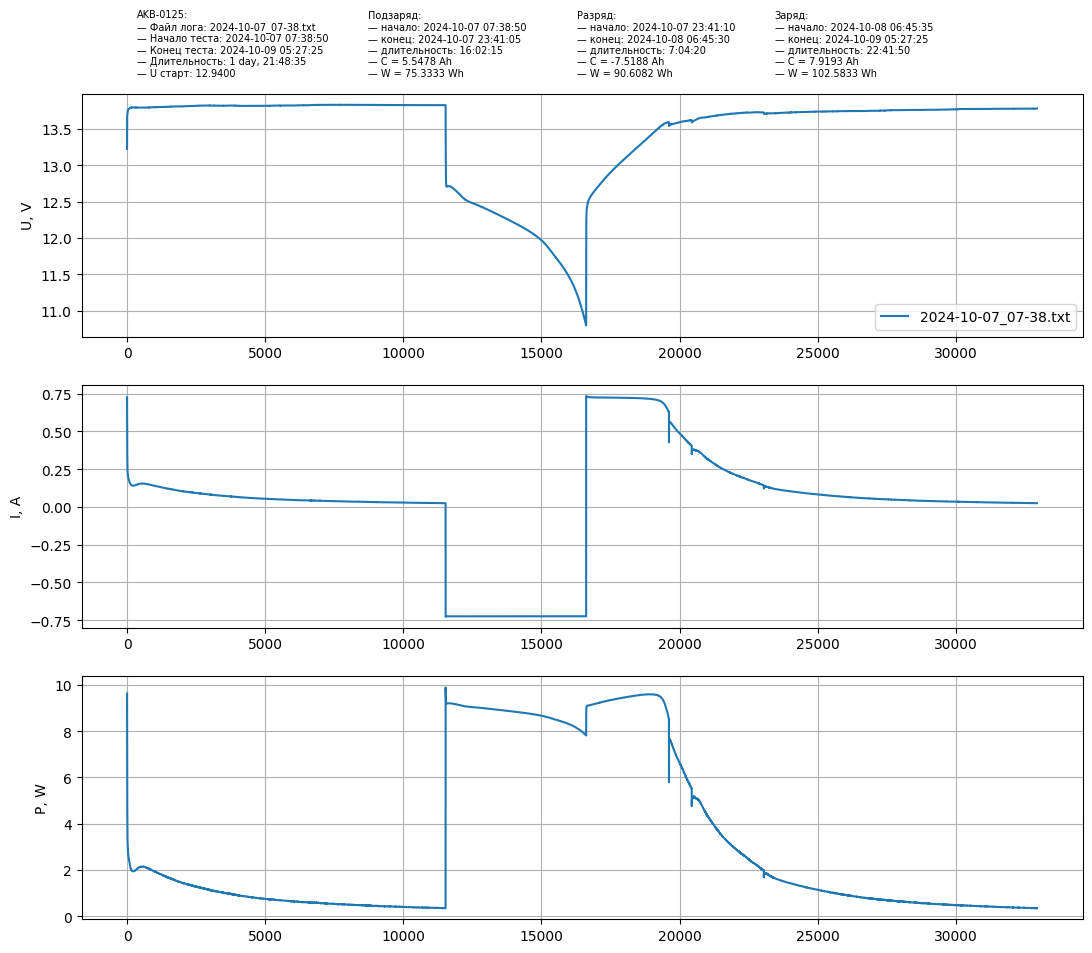 AKB-0125:
— Файл лога: 2024-10-07_07-38.txt
— Начало теста: 2024-10-07 07:38:50
— Конец теста: 2024-10-09 05:27:25
— Длительность: 1 day, 21:48:35
— U старт: 12.9400
Подзаряд:
— начало: 2024-10-07 07:38:50
— конец: 2024-10-07 23:41:05
— длительность: 16:02:15
— C = 5.5478 Ah
— W = 75.3333 Wh
Разряд:
— начало: 2024-10-07 23:41:10
— конец: 2024-10-08 06:45:30
— длительность: 7:04:20
— C = -7.5188 Ah
— W = 90.6082 Wh
Заряд:
— начало: 2024-10-08 06:45:35
— конец: 2024-10-09 05:27:25
— длительность: 22:41:50
— C = 7.9193 Ah
— W = 102.5833 Wh
U, V
13.5
13.0
12.5
12.0
11.5
11.0
2024-10-07_07-38.txt
0 5000 10000 15000 20000 25000 30000
I, A
0.75
0.50
0.25
0.00
−0.25
−0.50
−0.75
0 5000 10000 15000 20000 25000 30000
P, W
10
8
6
4
2
0
0 5000 10000 15000 20000 25000 30000